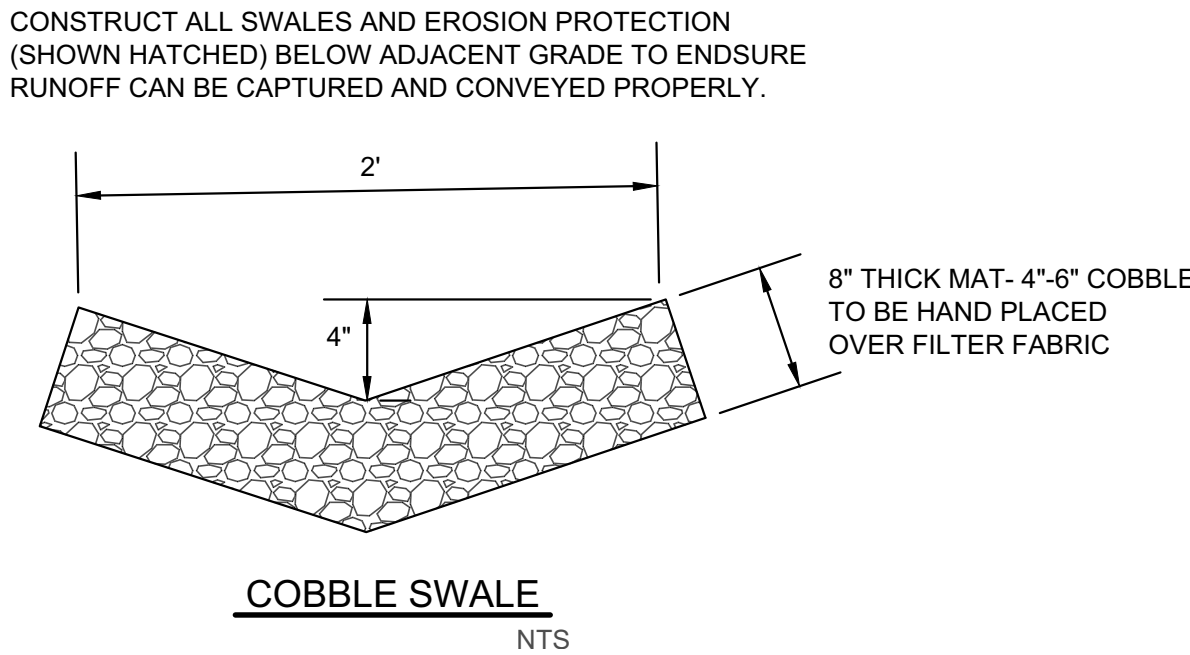 CONSTRUCT ALL SWALES AND EROSION PROTECTION
(SHOWN HATCHED) BELOW ADJACENT GRADE TO ENDSURE
RUNOFF CAN BE CAPTURED AND CONVEYED PROPERLY.
2'
4"
8" THICK MAT- 4"-6" COBBLE
TO BE HAND PLACED
OVER FILTER FABRIC
COBBLE SWALE
NTS